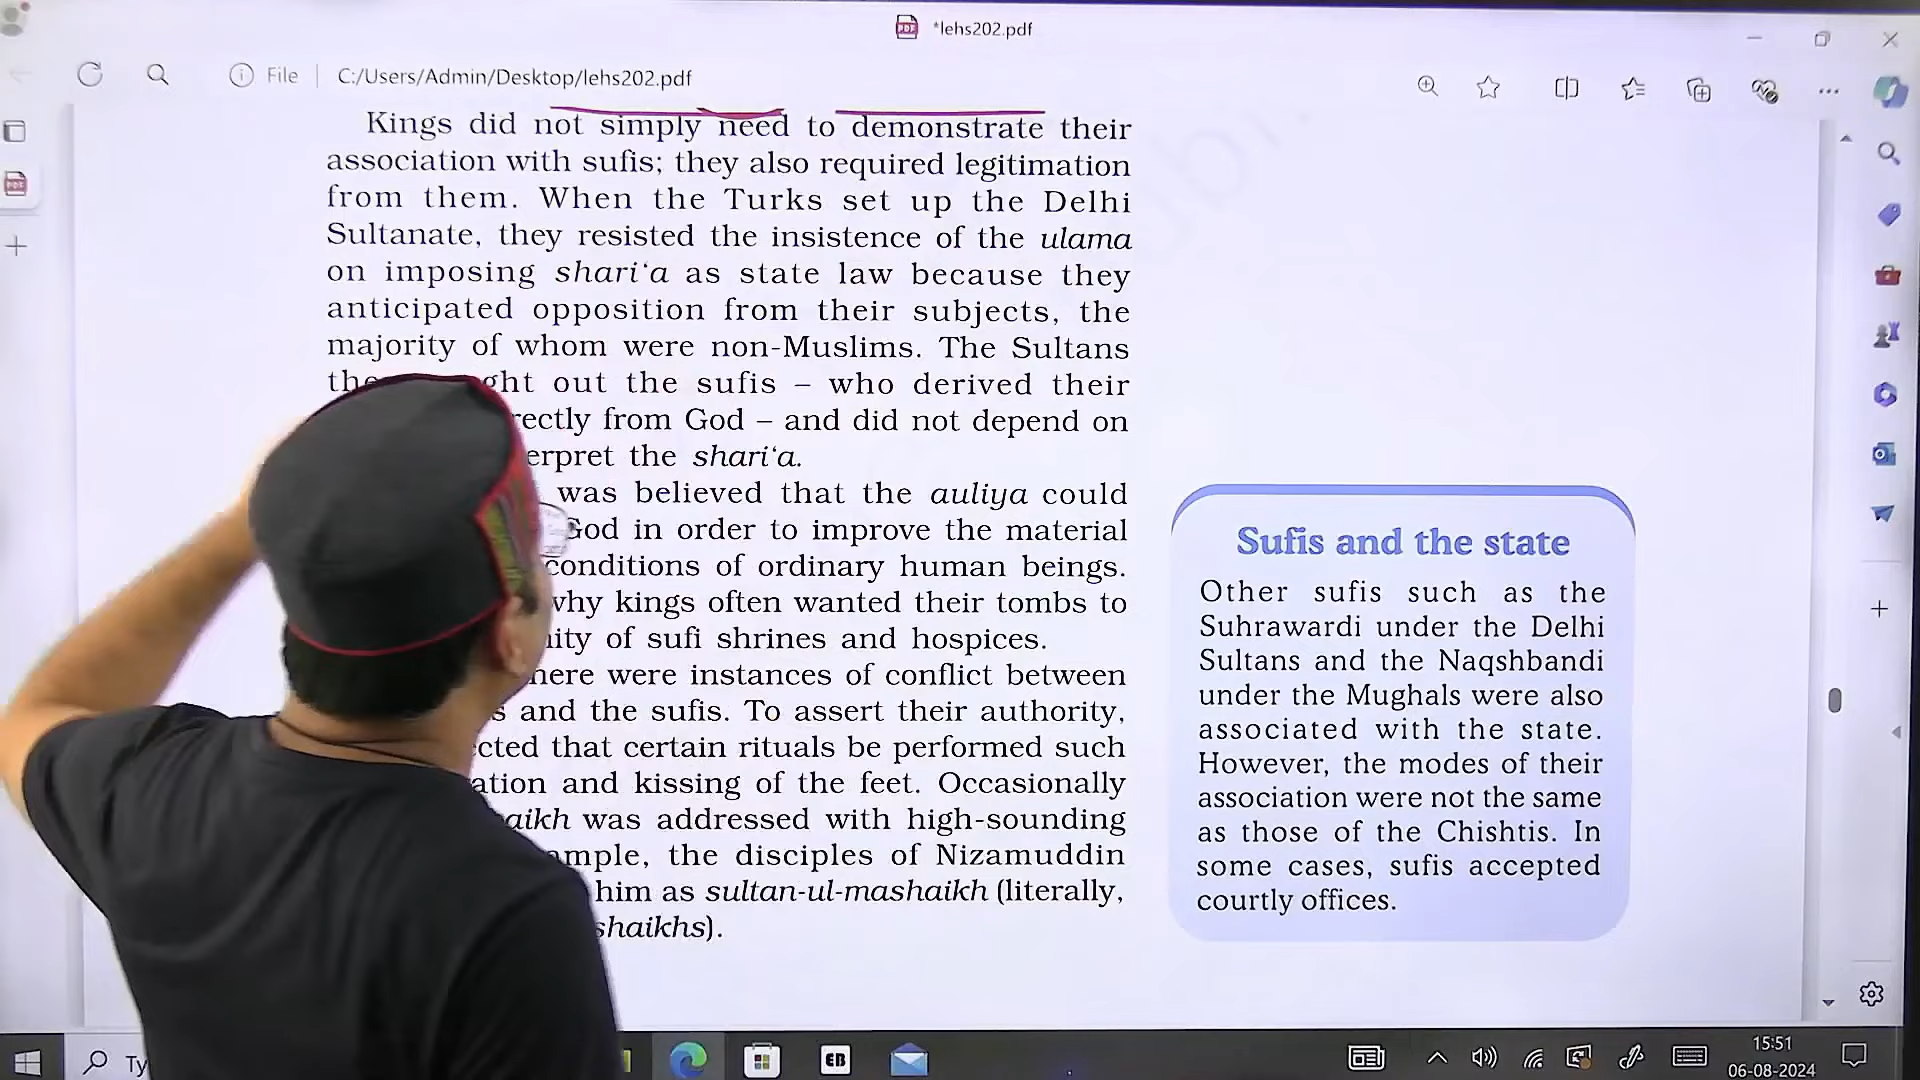 *lehs202.pdf
File C:/Users/Admin/Desktop/lehs202.pdf
Kings did not simply need to demonstrate their
association with sufis; they also required legitimation
from them. When the Turks set up the Delhi
Sultanate, they resisted the insistence of the ulama
on imposing shari‘a as state law because they
anticipated opposition from their subjects, the
majority of whom were non-Muslims. The Sultans
out the sufis – who derived their
from God – and did not depend on
the shari‘a.
was believed that the auliya could
God in order to improve the material
conditions of ordinary human beings.
why kings often wanted their tombs to
of sufi shrines and hospices.
were instances of conflict between
and the sufis. To assert their authority,
that certain rituals be performed such
and kissing of the feet. Occasionally
was addressed with high-sounding
the disciples of Nizamuddin
him as sultan-ul-mashaikh (literally,
shaikhs).
Sufis and the state
Other sufis such as the
Suhrawardi under the Delhi
Sultans and the Naqshbandi
under the Mughals were also
associated with the state.
However, the modes of their
association were not the same
as those of the Chishtis. In
some cases, sufis accepted
courtly offices.
Ty
EB
15:51
06-08-2024